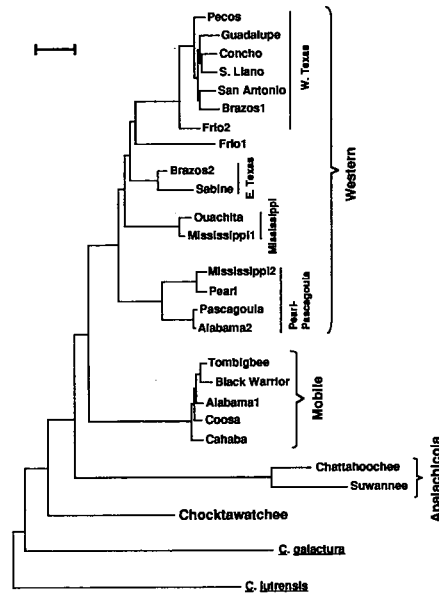 Pecos
Guadalupe
Concho
S. Llano
San Antonio
Brazos1
Frio2
Frio1
Brazos2
Sabine
Ouachita
Mississippi1
Mississippi2
Pearl
Pascagoula
Alabama2
Tombigbee
Black Warrior
Alabama1
Coosa
Cahaba
Chattahoochee
Suwannee
Chocktawatchee
C. galactura
C. lutrensis
W. Texas
E. Texas
Mississippi
Pearl-
Pascagoula
Western
Mobile
Apalachicola